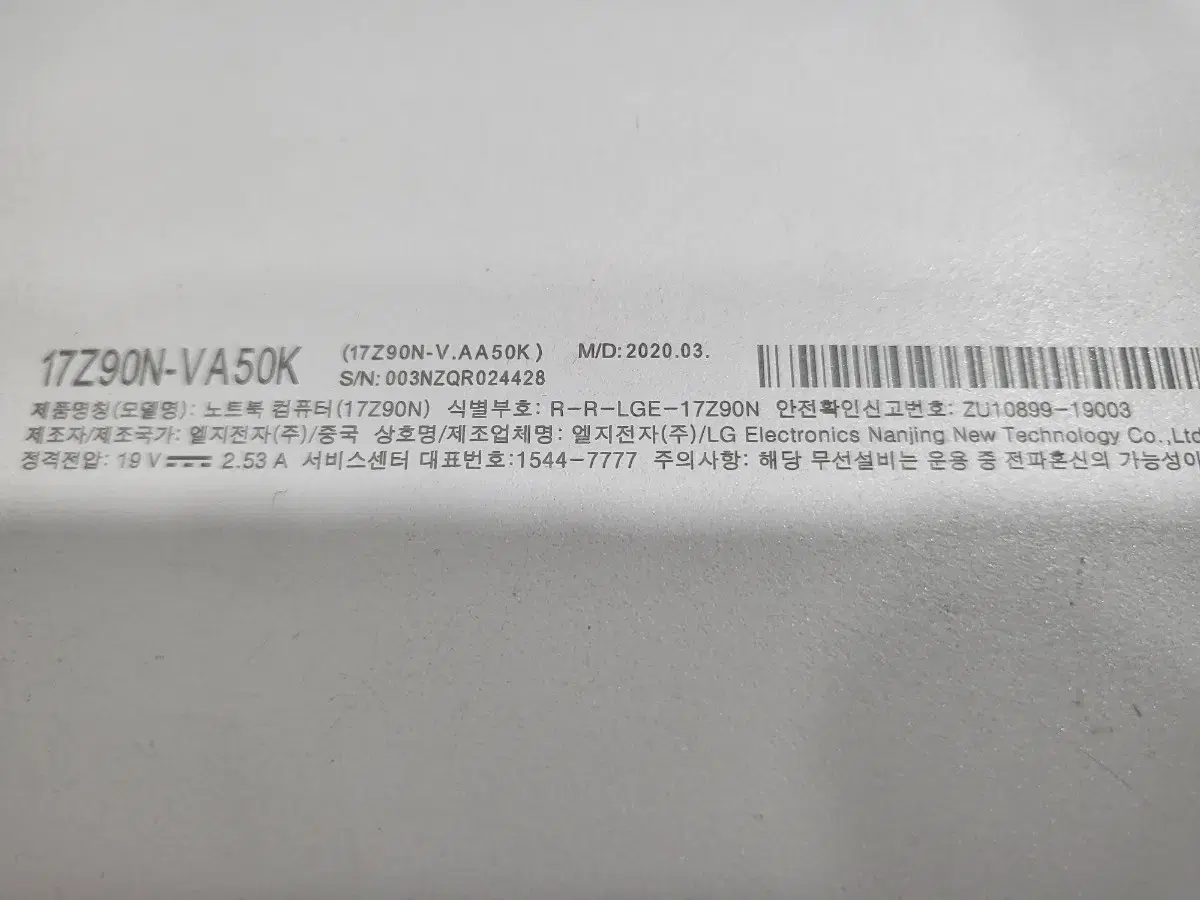 17Z90N-VA50K (17Z90N-V.AA50K) M/D:2020.03.
S/N: 003NZQR024428
제품명칭(모델명): 노트북 컴퓨터(17Z90N) 식별부호: R-R-LGE-17Z90N 안전확인신고번호: ZU10899-19003
제조자/제조국가: 엘지전자(주)/중국 상호명/제조업체명: 엘지전자(주)/LG Electronics Nanjing New Technology Co.,Ltd
정격전압: 19 V 2.53 A 서비스센터 대표번호:1544-7777 주의사항: 해당 무선설비는 운용 중 전파혼신의 가능성이